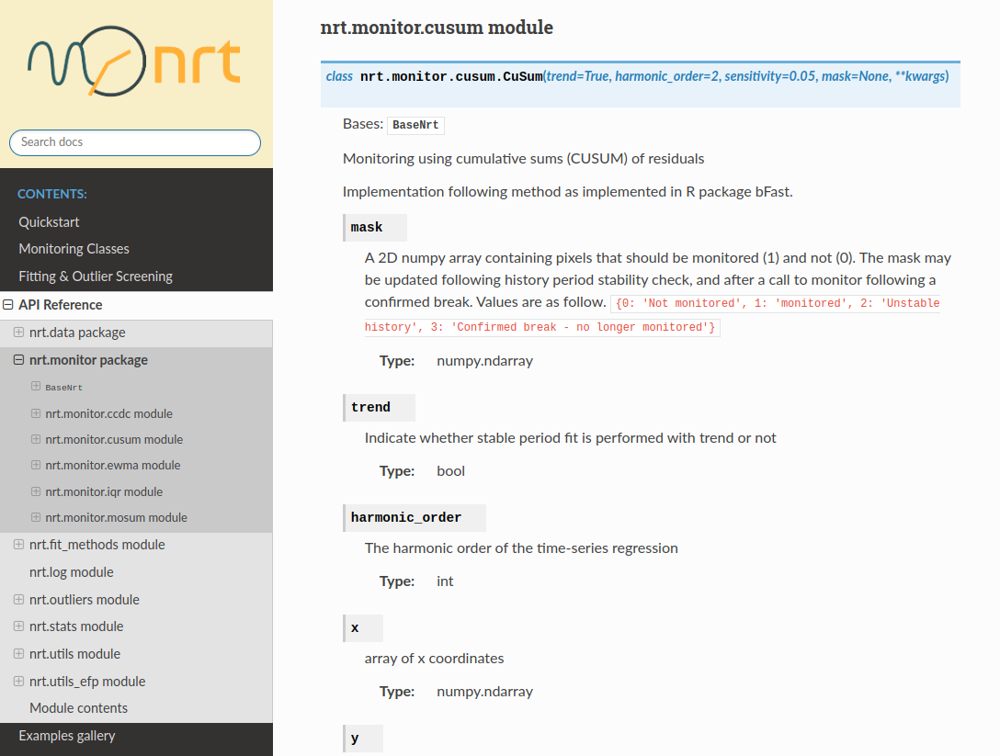 nrt
Search docs
CONTENTS:
Quickstart
Monitoring Classes
Fitting & Outlier Screening
API Reference
nrt.data package
nrt.monitor package
BaseNrt
nrt.monitor.ccdc module
nrt.monitor.cusum module
nrt.monitor.ewma module
nrt.monitor.iqr module
nrt.monitor.mosum module
nrt.fit_methods module
nrt.log module
nrt.outliers module
nrt.stats module
nrt.utils module
nrt.utils_efp module
Module contents
Examples gallery
nrt.monitor.cusum module
class nrt.monitor.cusum.CuSum(trend=True, harmonic_order=2, sensitivity=0.05, mask=None, **kwargs)
Bases: BaseNrt
Monitoring using cumulative sums (CUSUM) of residuals
Implementation following method as implemented in R package bFast.
mask
A 2D numpy array containing pixels that should be monitored (1) and not (0). The mask may
be updated following history period stability check, and after a call to monitor following a
confirmed break. Values are as follow. {0: 'Not monitored', 1: 'monitored', 2: 'Unstable
history', 3: 'Confirmed break - no longer monitored'}
Type: numpy.ndarray
trend
Indicate whether stable period fit is performed with trend or not
Type: bool
harmonic_order
The harmonic order of the time-series regression
Type: int
x
array of x coordinates
Type: numpy.ndarray
y